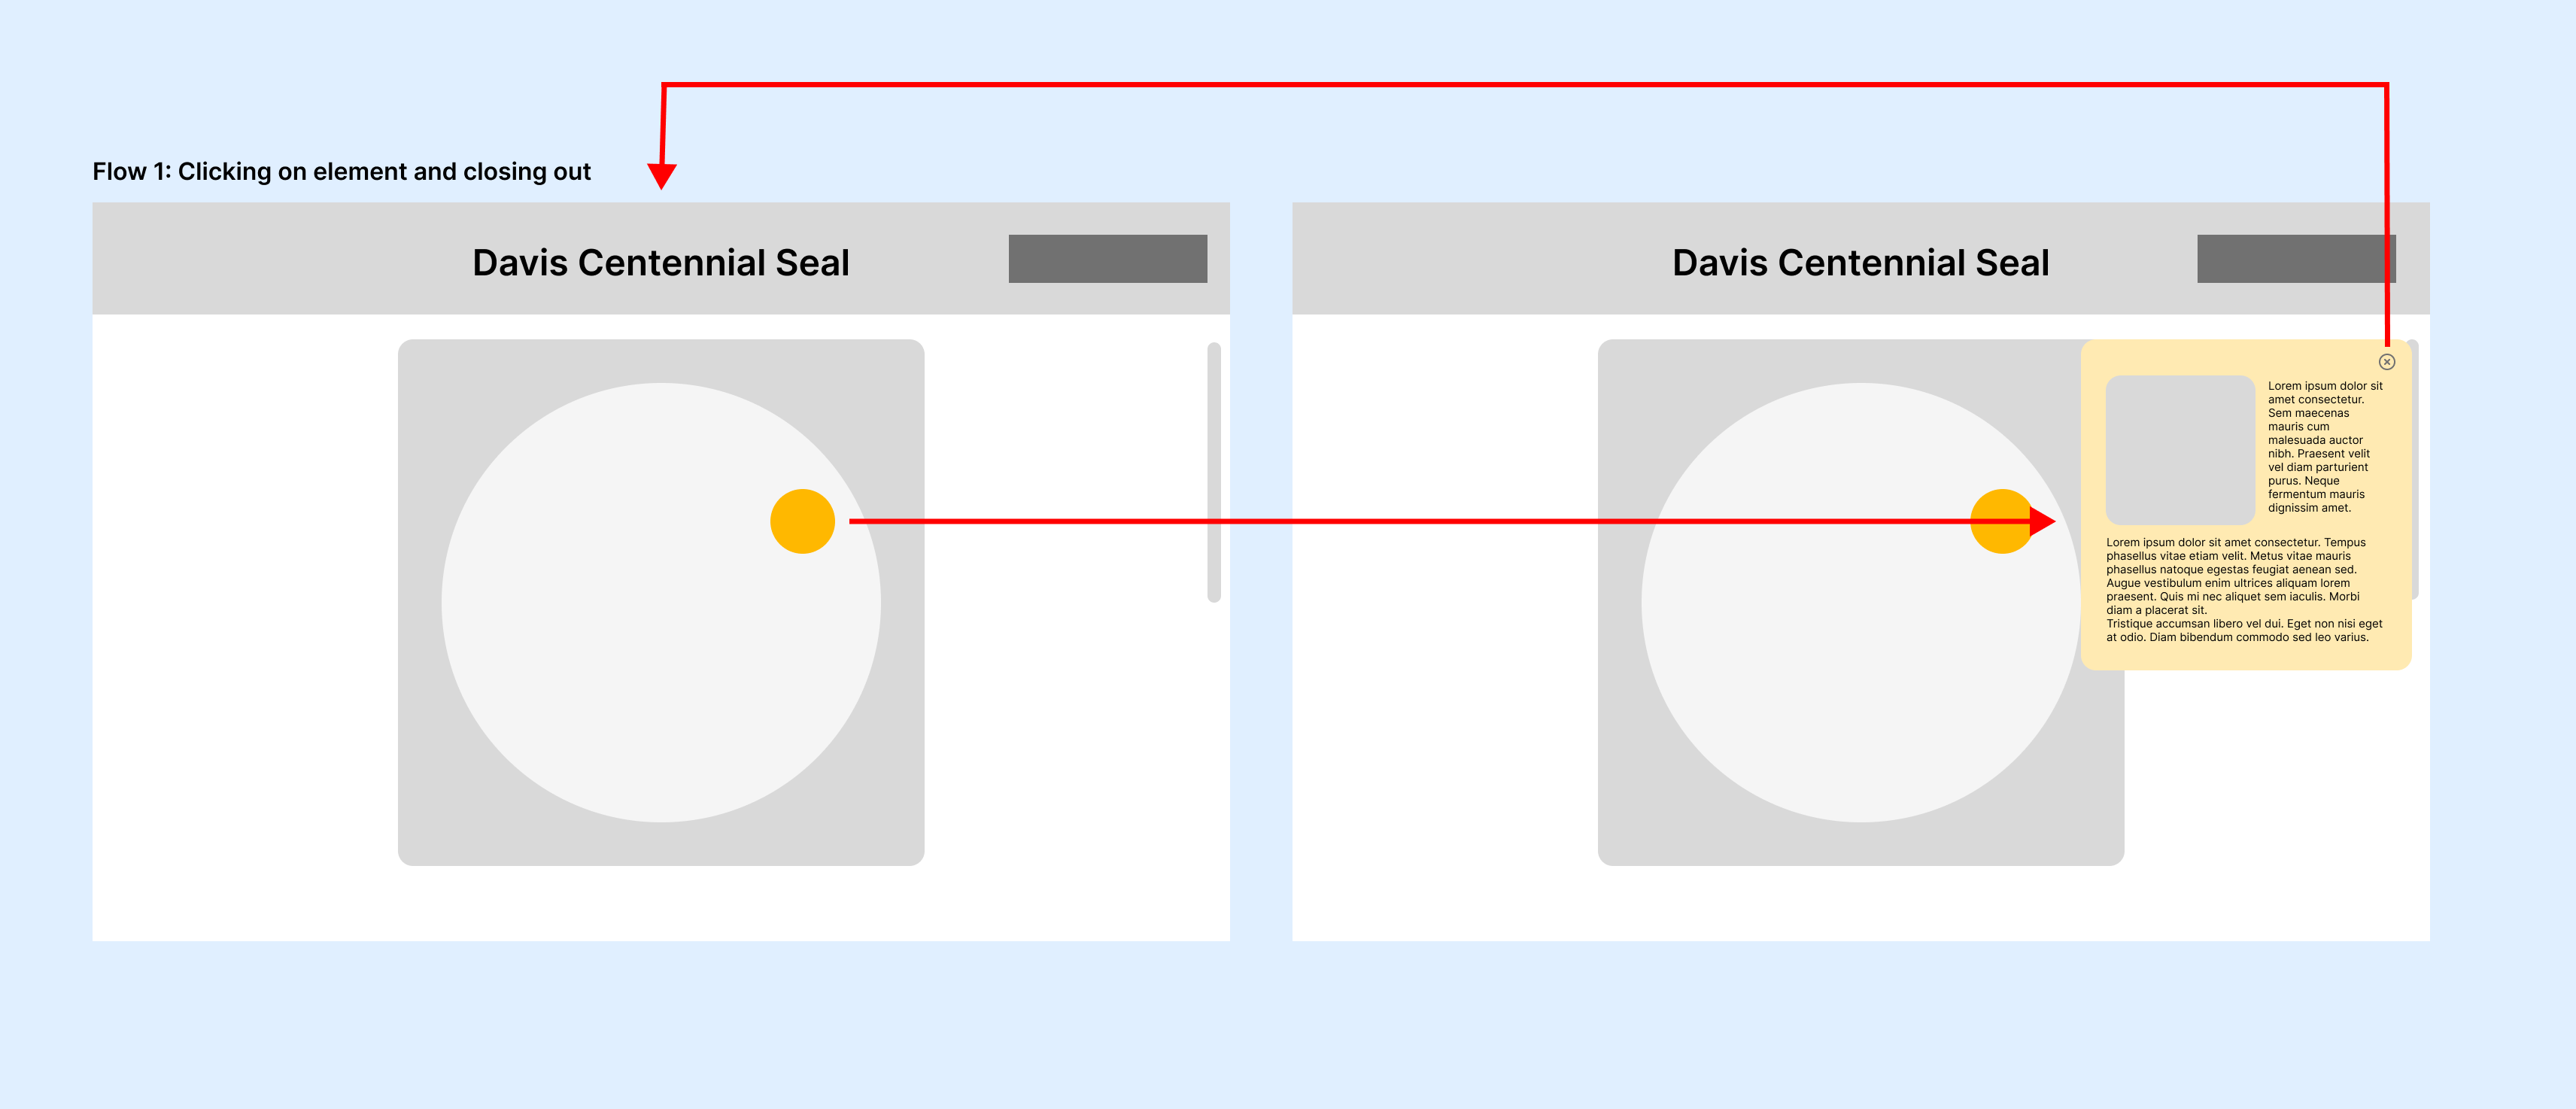 Flow 1: Clicking on element and closing out
Davis Centennial Seal
Davis Centennial Seal
Lorem ipsum dolor sit
amet consectetur.
Sem maecenas
mauris cum
malesuada auctor
nibh. Praesent velit
vel diam parturient
purus. Neque
fermentum mauris
dignissim amet.
Lorem ipsum dolor sit amet consectetur. Tempus
phasellus vitae etiam velit. Metus vitae mauris
phasellus natoque egestas feugiat aenean sed.
Augue vestibulum enim ultrices aliquam lorem
praesent. Quis mi nec aliquet sem iaculis. Morbi
diam a placerat sit.
Tristique accumsan libero vel dui. Eget non nisi eget
at odio. Diam bibendum commodo sed leo varius.